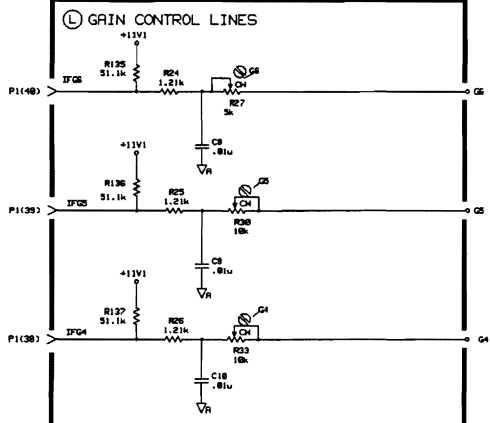 L GAIN CONTROL LINES
+11V1
R135
51.1k
R24
1.21k
G6
CW
P1(40)
IFG6
R27
5k
G6
C8
.01u
A
+11V1
R136
51.1k
R25
1.21k
G5
CW
P1(39)
IFG5
R30
10k
G5
C9
.01u
A
+11V1
R137
51.1k
R26
1.21k
G4
CW
P1(38)
IFG4
R33
10k
G4
C10
.01u
A